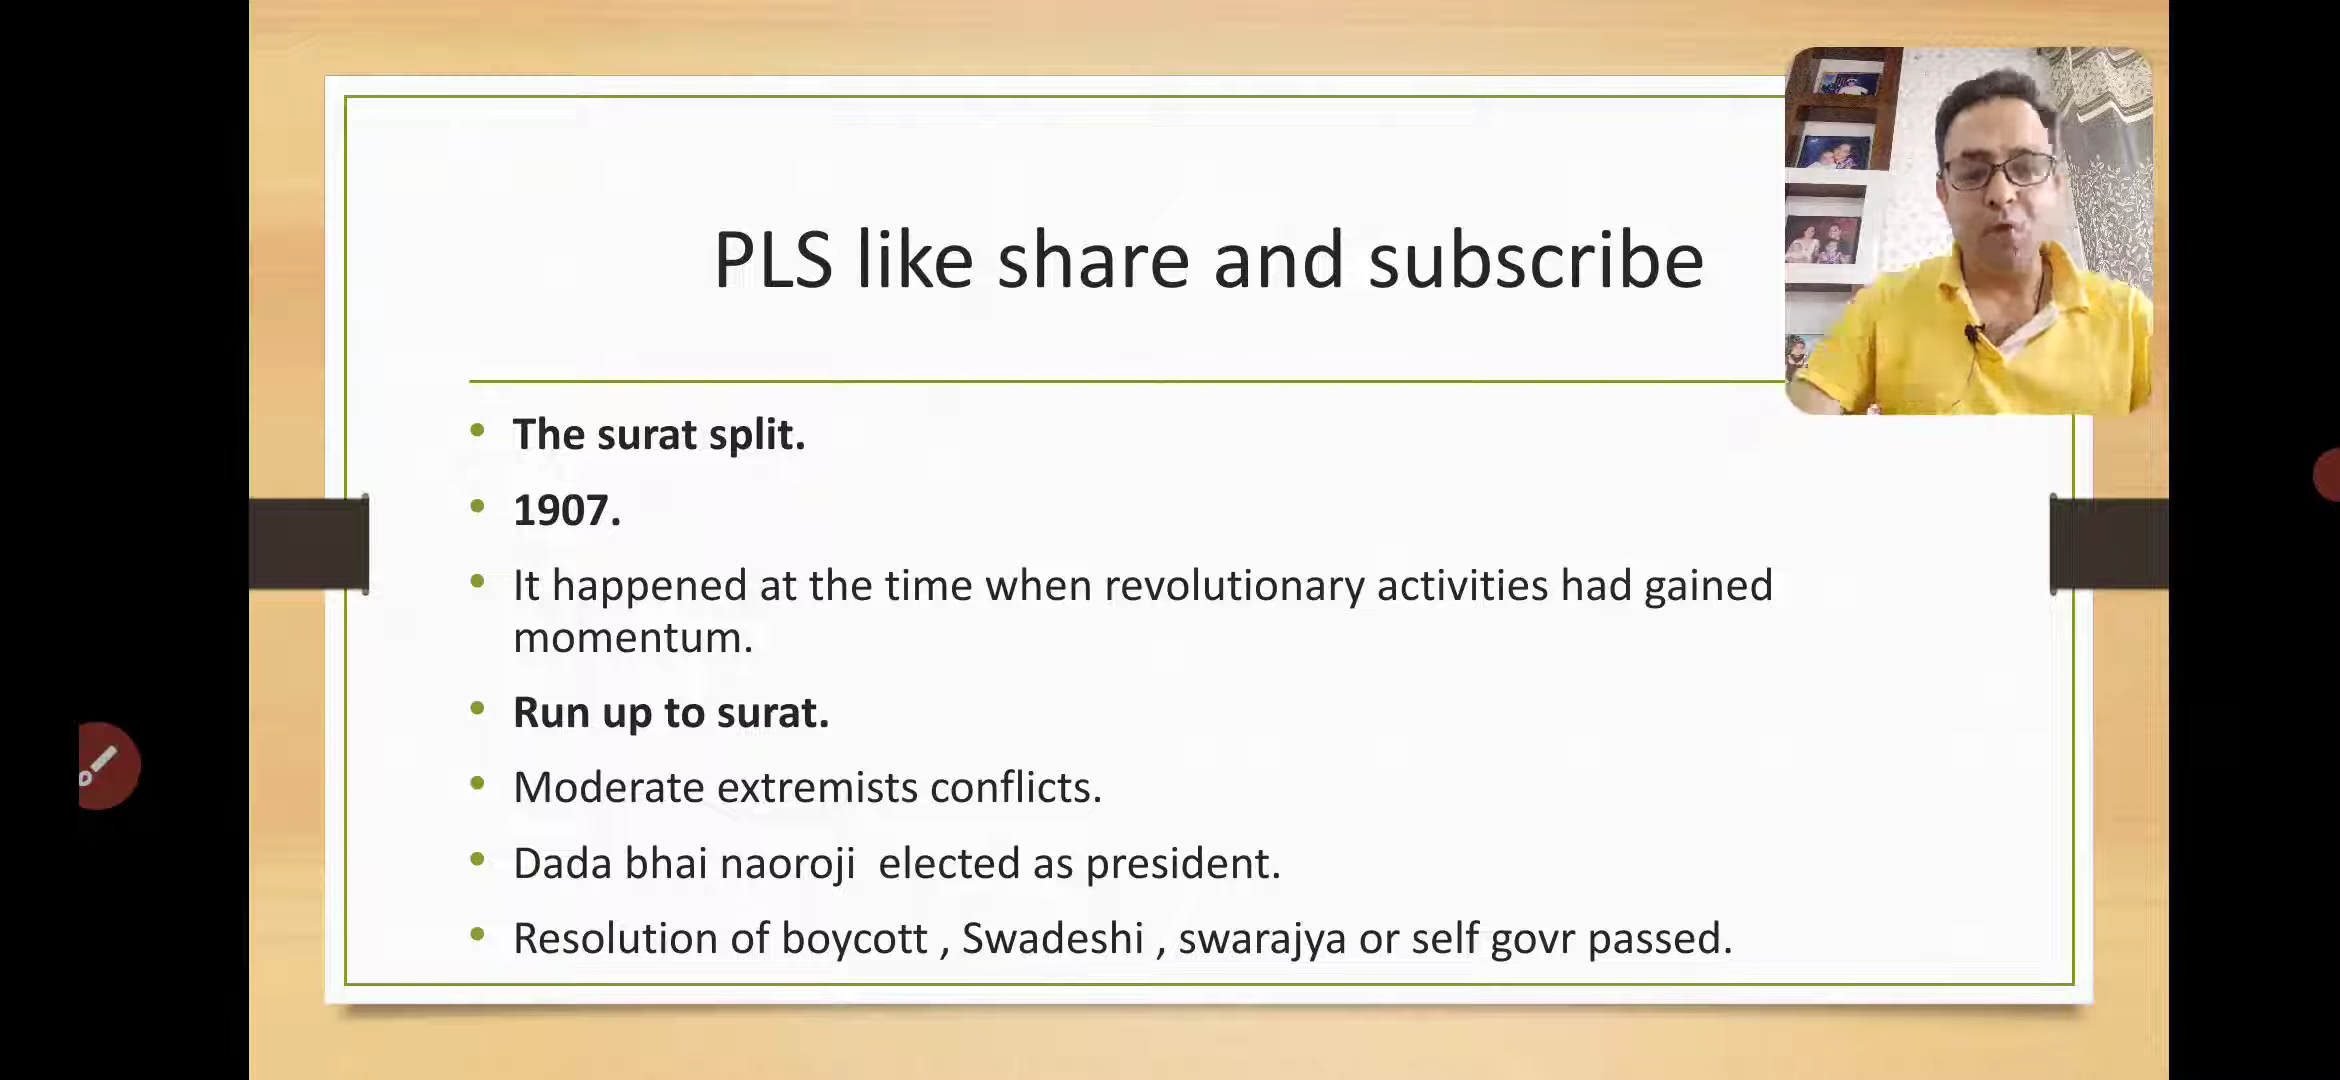 PLS like share and subscribe
The surat split.
1907.
It happened at the time when revolutionary activities had gained
momentum.
Run up to surat.
Moderate extremists conflicts.
Dada bhai naoroji elected as president.
Resolution of boycott , Swadeshi , swarajya or self govr passed.